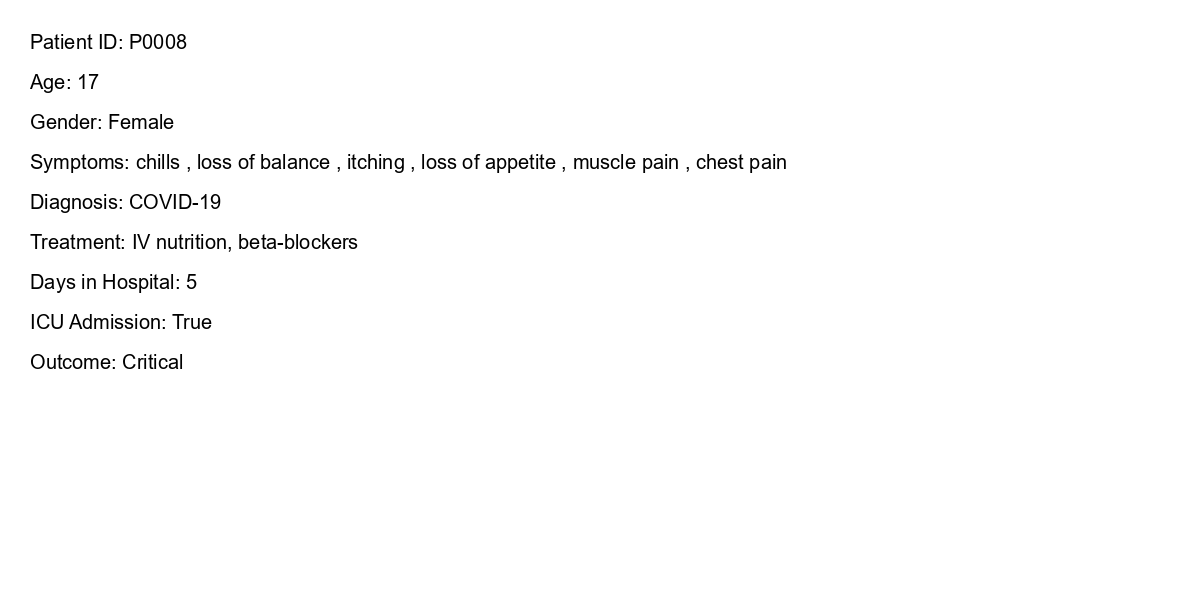 Patient ID: P0008
Age: 17
Gender: Female
Symptoms: chills , loss of balance , itching , loss of appetite , muscle pain , chest pain
Diagnosis: COVID-19
Treatment: IV nutrition, beta-blockers
Days in Hospital: 5
ICU Admission: True
Outcome: Critical